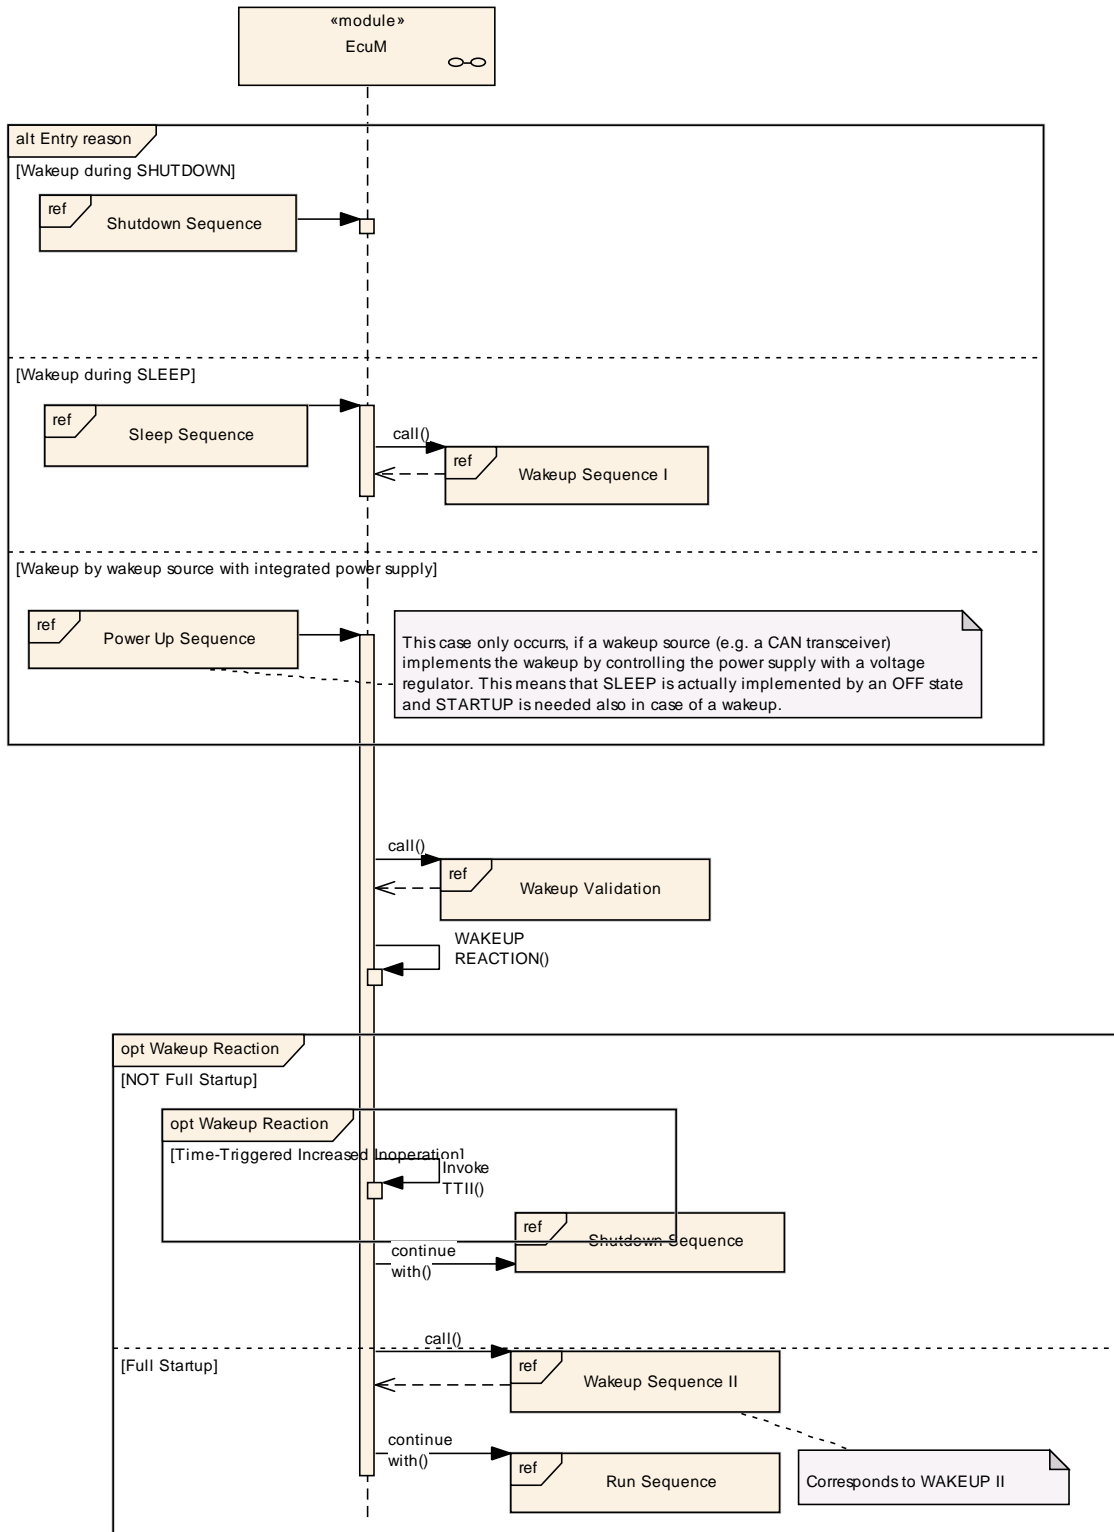 «module»
EcuM
alt Entry reason
[Wakeup during SHUTDOWN]
ref
Shutdown Sequence
[Wakeup during SLEEP]
ref
Sleep Sequence
call()
ref
Wakeup Sequence I
[Wakeup by wakeup source with integrated power supply]
ref
Power Up Sequence
This case only occurrs, if a wakeup source (e.g. a CAN transceiver)
implements the wakeup by controlling the power supply with a voltage
regulator. This means that SLEEP is actually implemented by an OFF state
and STARTUP is needed also in case of a wakeup.
call()
ref
Wakeup Validation
WAKEUP
REACTION()
opt Wakeup Reaction
[NOT Full Startup]
opt Wakeup Reaction
[Time-Triggered Increased Inoperation]
Invoke
TTII()
ref
Shutdown Sequence
continue
with()
call()
[Full Startup]
ref
Wakeup Sequence II
continue
with()
ref
Run Sequence
Corresponds to WAKEUP II